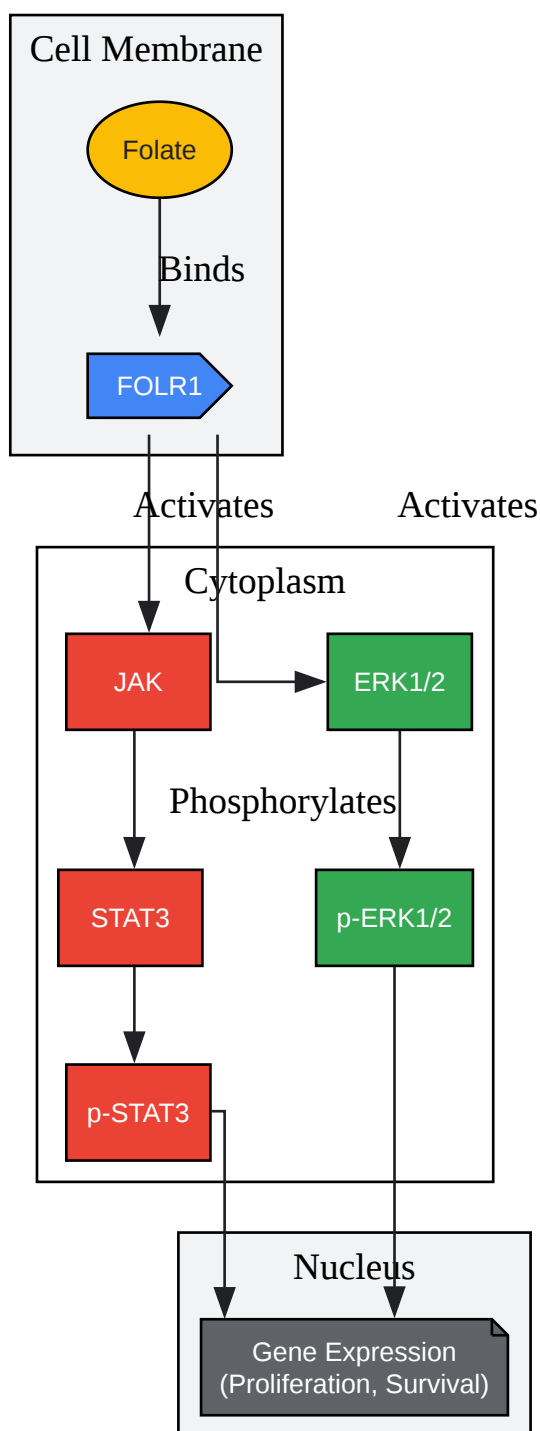 Cell Membrane
Folate
Binds
FOLR1
Activates
Activates
Cytoplasm
JAK
ERK1/2
Phosphorylates
STAT3
p-ERK1/2
p-STAT3
Nucleus
Gene Expression
(Proliferation, Survival)